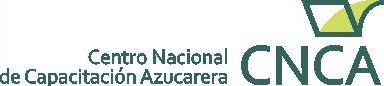 Centro Nacional
de Capacitación Azucarera
CNCA